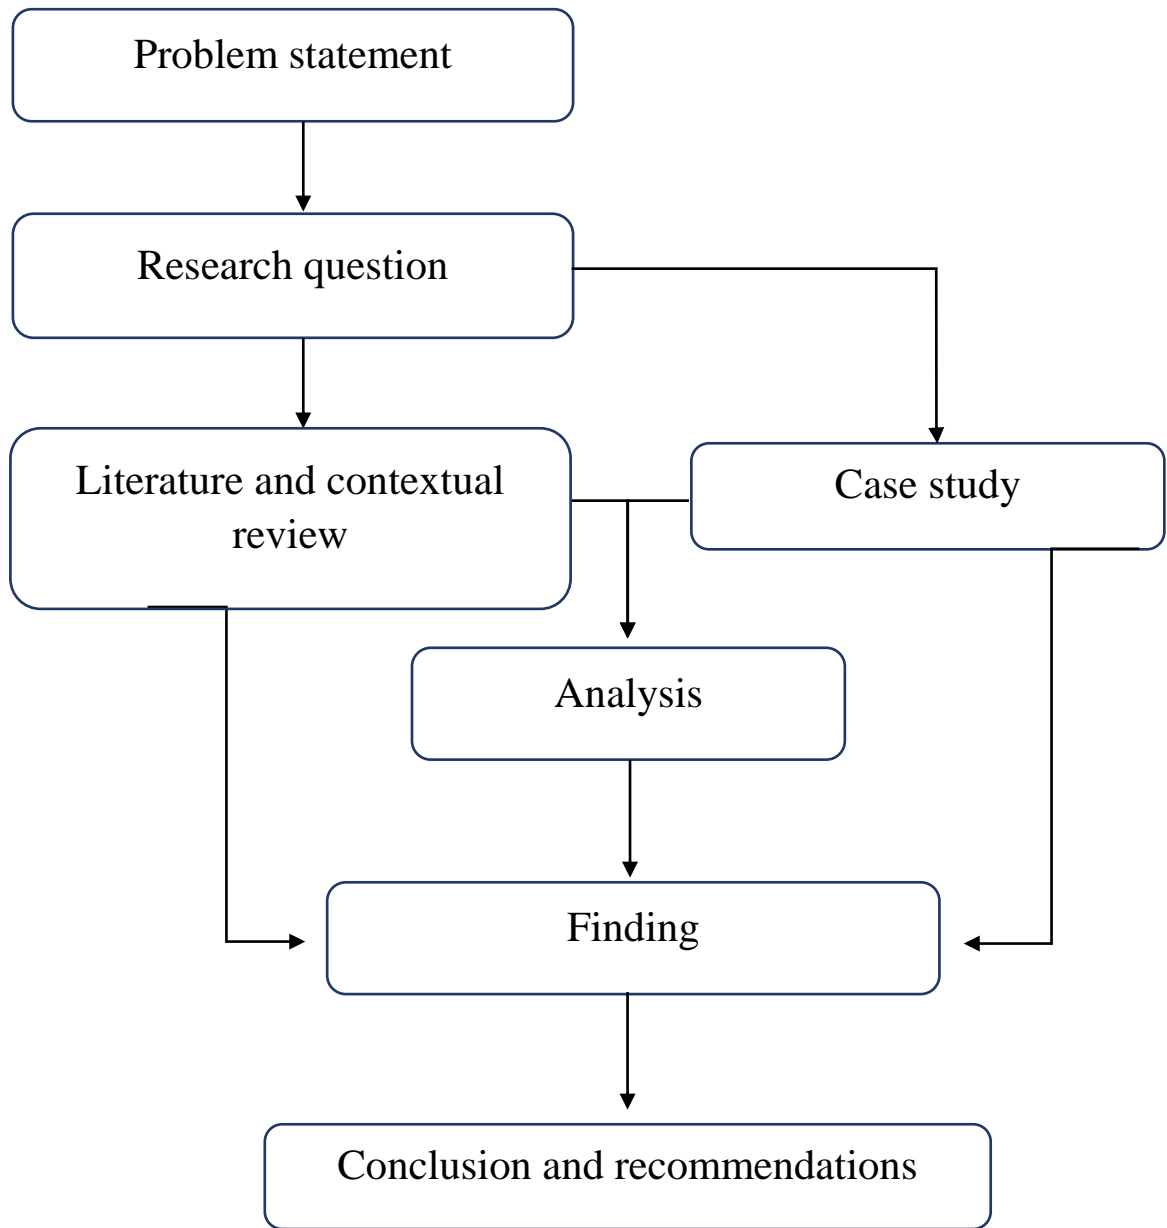 Problem statement
Research question
Literature and contextual
review
Case study
Analysis
Finding
Conclusion and recommendations